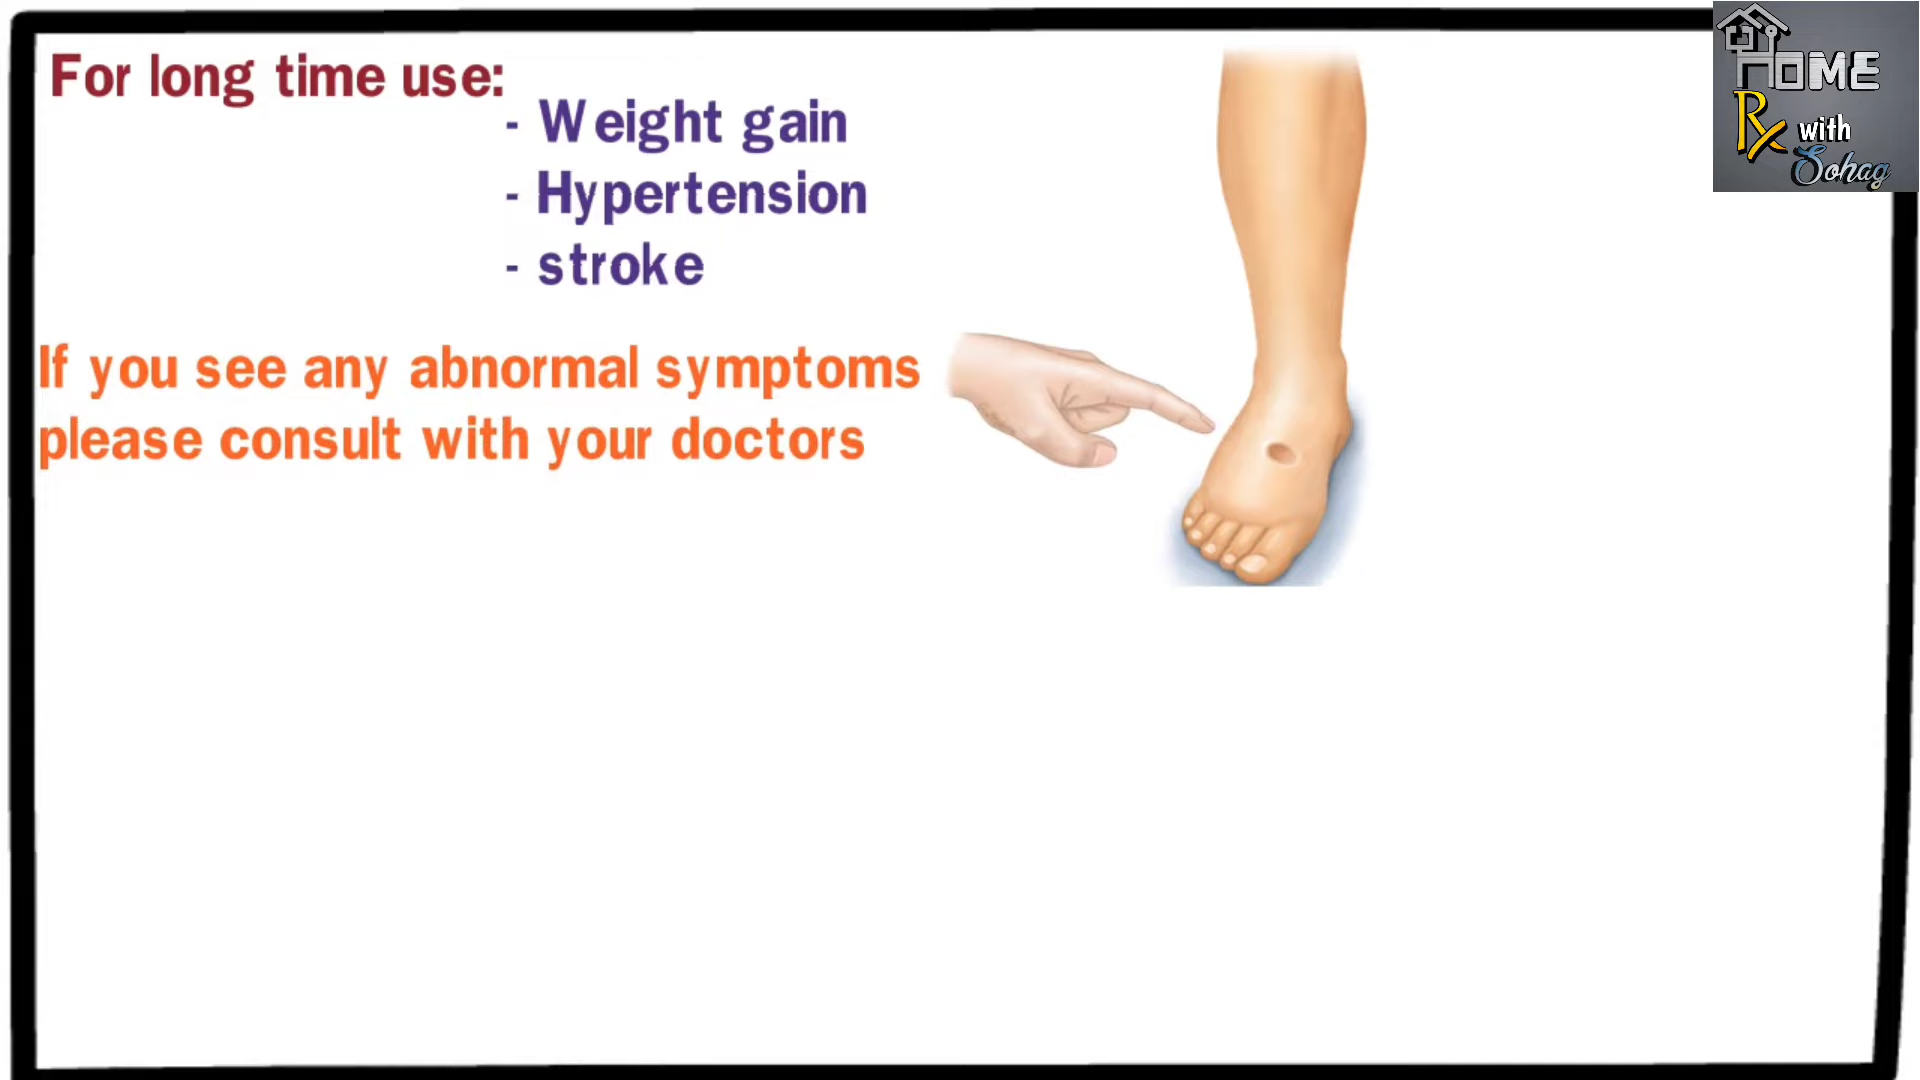 For long time use:
- Weight gain
- Hypertension
- stroke
If you see any abnormal symptoms
please consult with your doctors
HOME
Rx with
Sohag